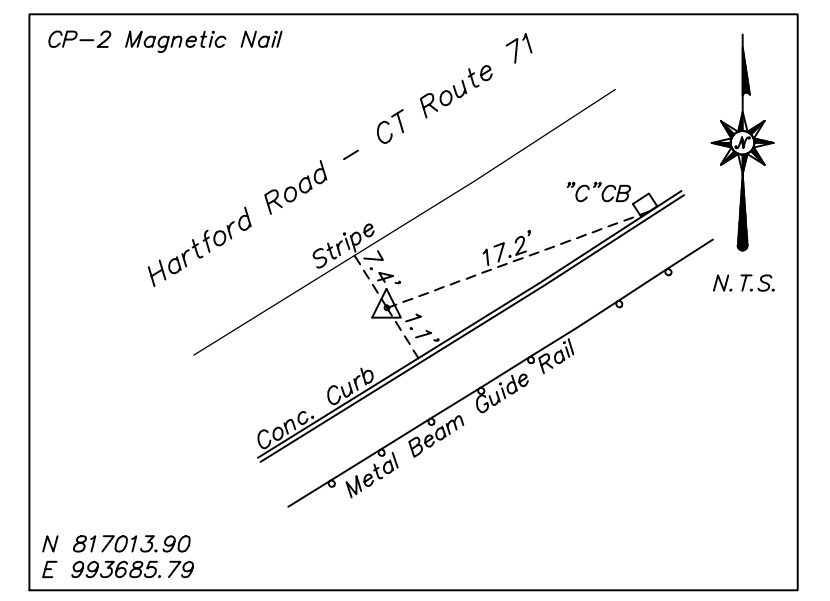 CP-2 Magnetic Nail
Hartford Road - CT Route 71
N
"C"CB
Stripe
7.4'
17.2'
N.T.S.
1.1'
Conc. Curb
Metal Beam Guide Rail
N 817013.90
E 993685.79